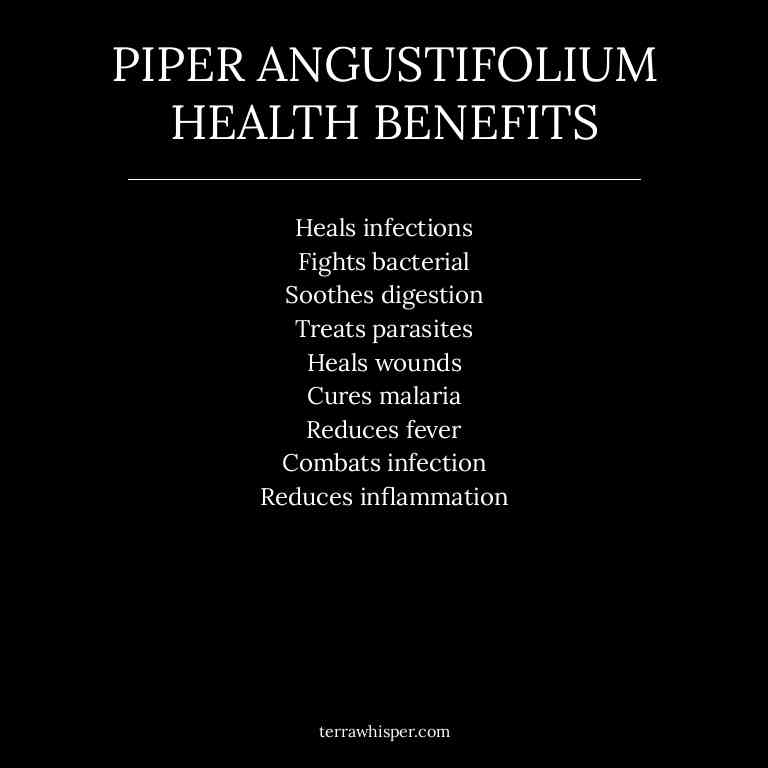 PIPER ANGUSTIFOLIUM
HEALTH BENEFITS
Heals infections
Fights bacterial
Soothes digestion
Treats parasites
Heals wounds
Cures malaria
Reduces fever
Combats infection
Reduces inflammation
terrawhisper.com